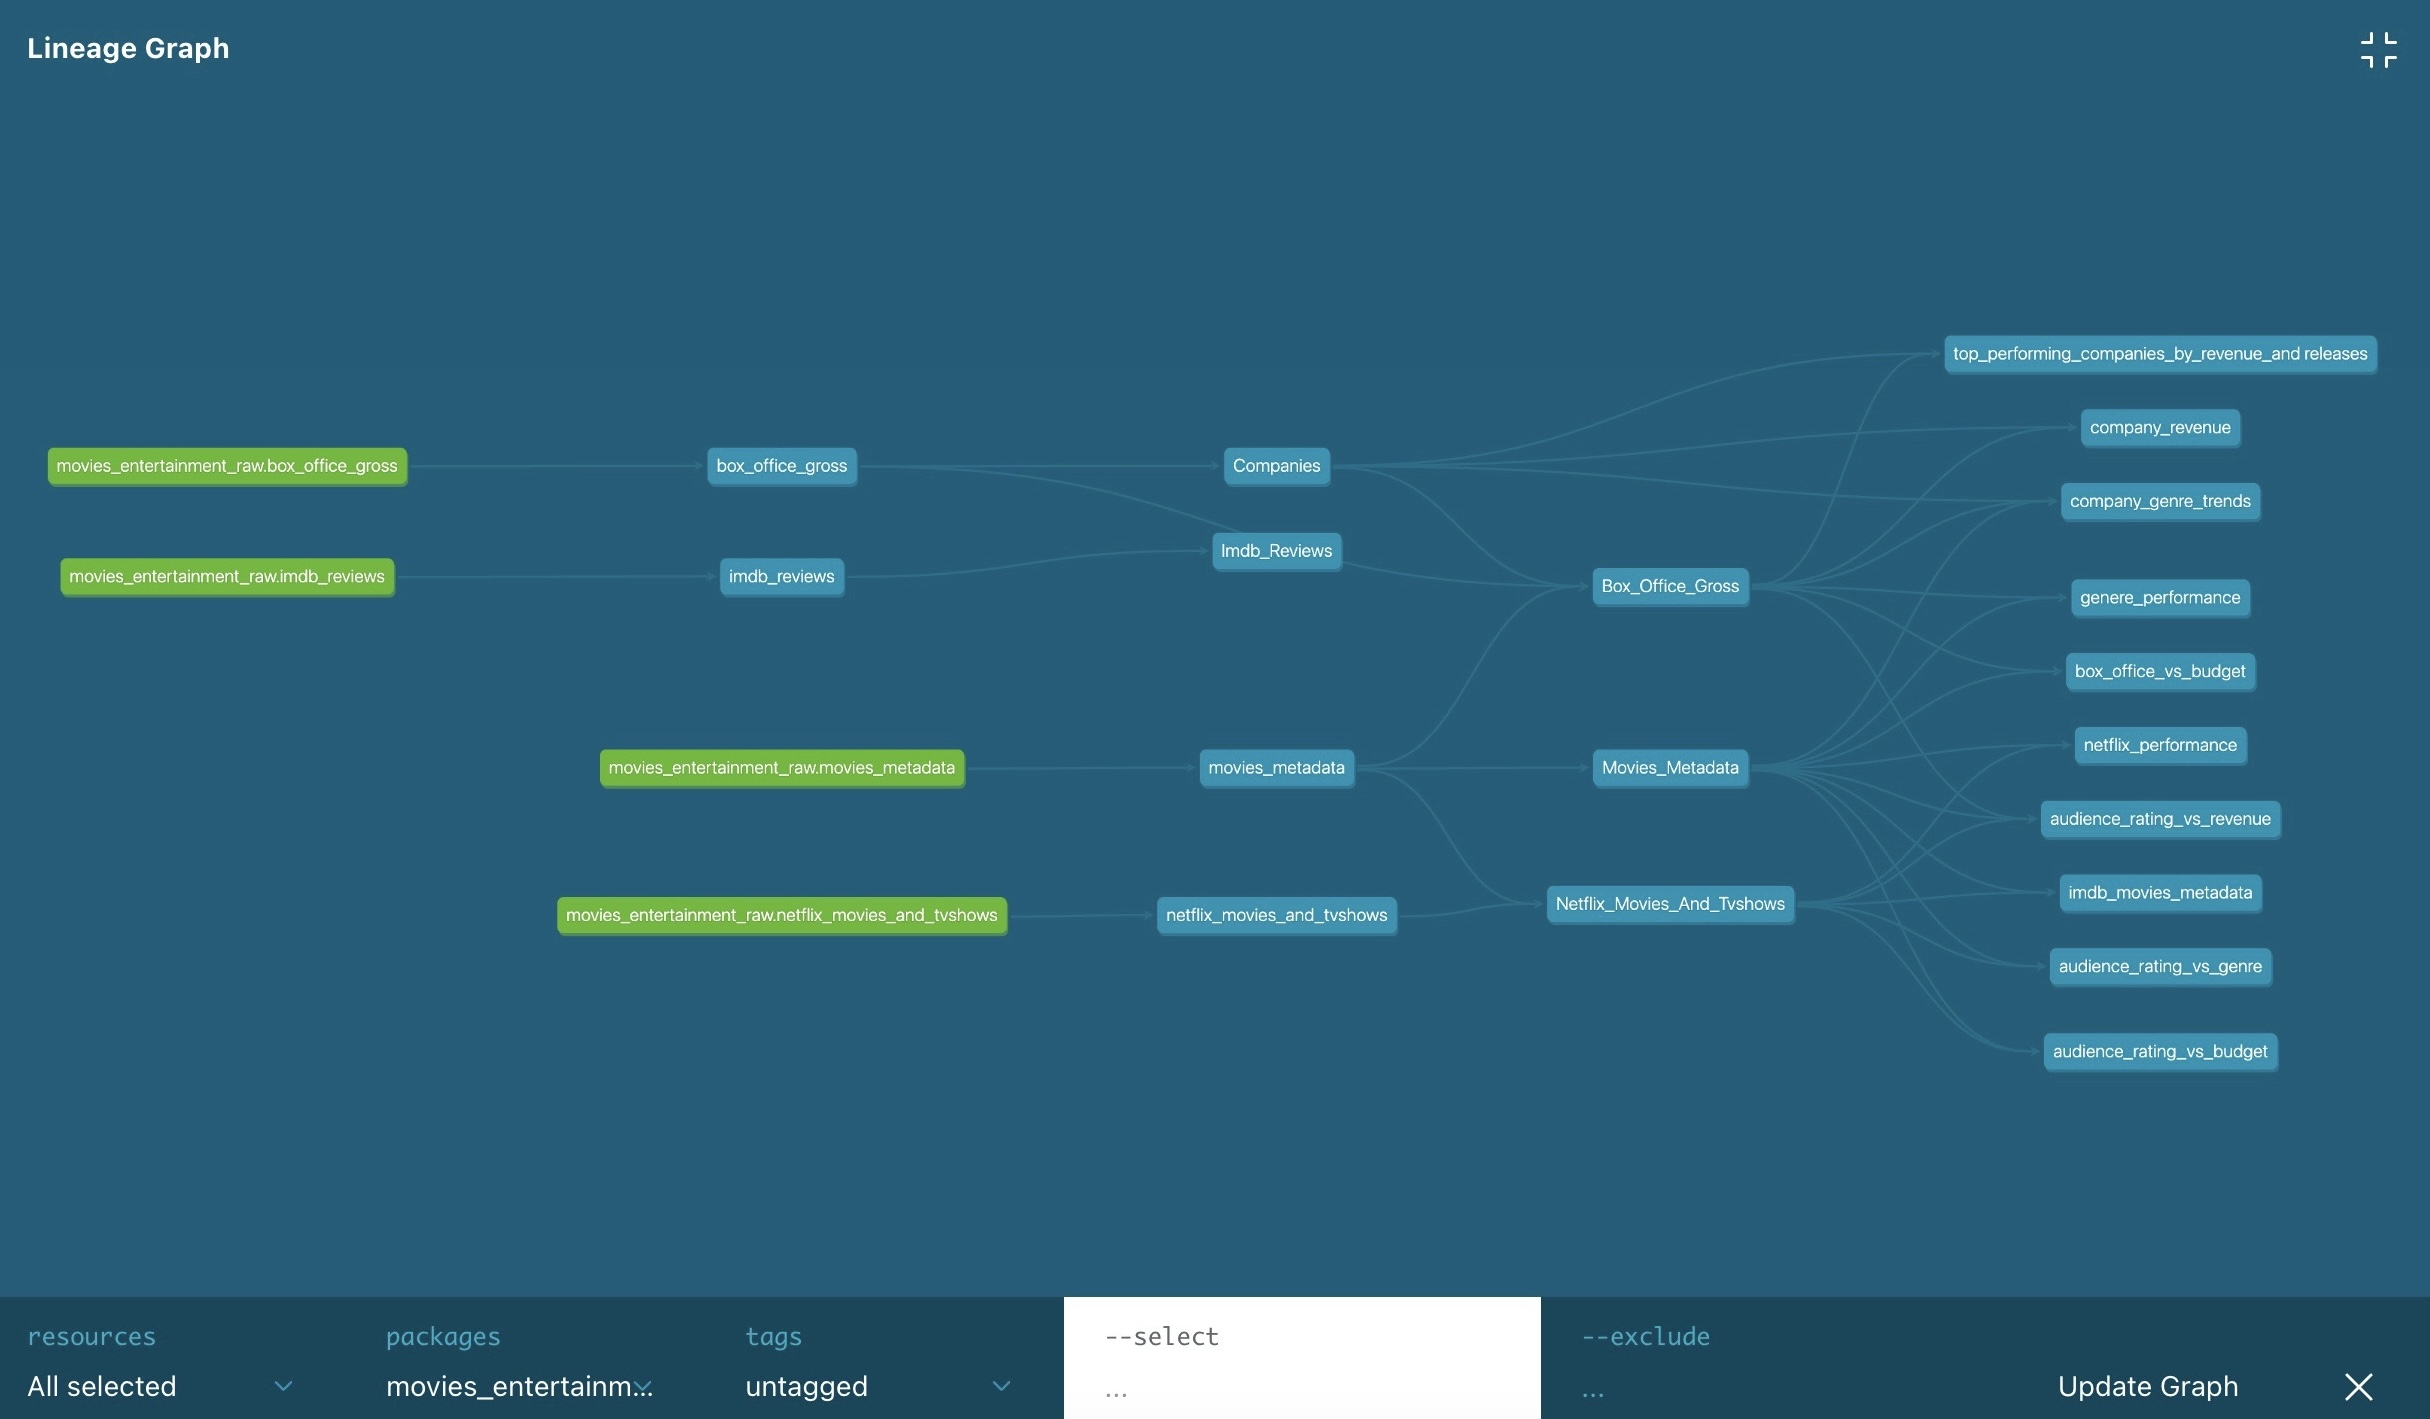 Lineage Graph
top_performing_companies_by_revenue_and releases
company_revenue
movies_entertainment_raw.box_office_gross
box_office_gross
Companies
company_genre_trends
Imdb_Reviews
movies_entertainment_raw.imdb_reviews
imdb_reviews
Box_Office_Gross
genere_performance
box_office_vs_budget
netflix_performance
movies_entertainment_raw.movies_metadata
movies_metadata
Movies_Metadata
audience_rating_vs_revenue
imdb_movies_metadata
movies_entertainment_raw.netflix_movies_and_tvshows
netflix_movies_and_tvshows
Netflix_Movies_And_Tvshows
audience_rating_vs_genre
audience_rating_vs_budget
resources
packages
tags
--select
--exclude
All selected
movies_entertainm...
untagged
...
...
Update Graph